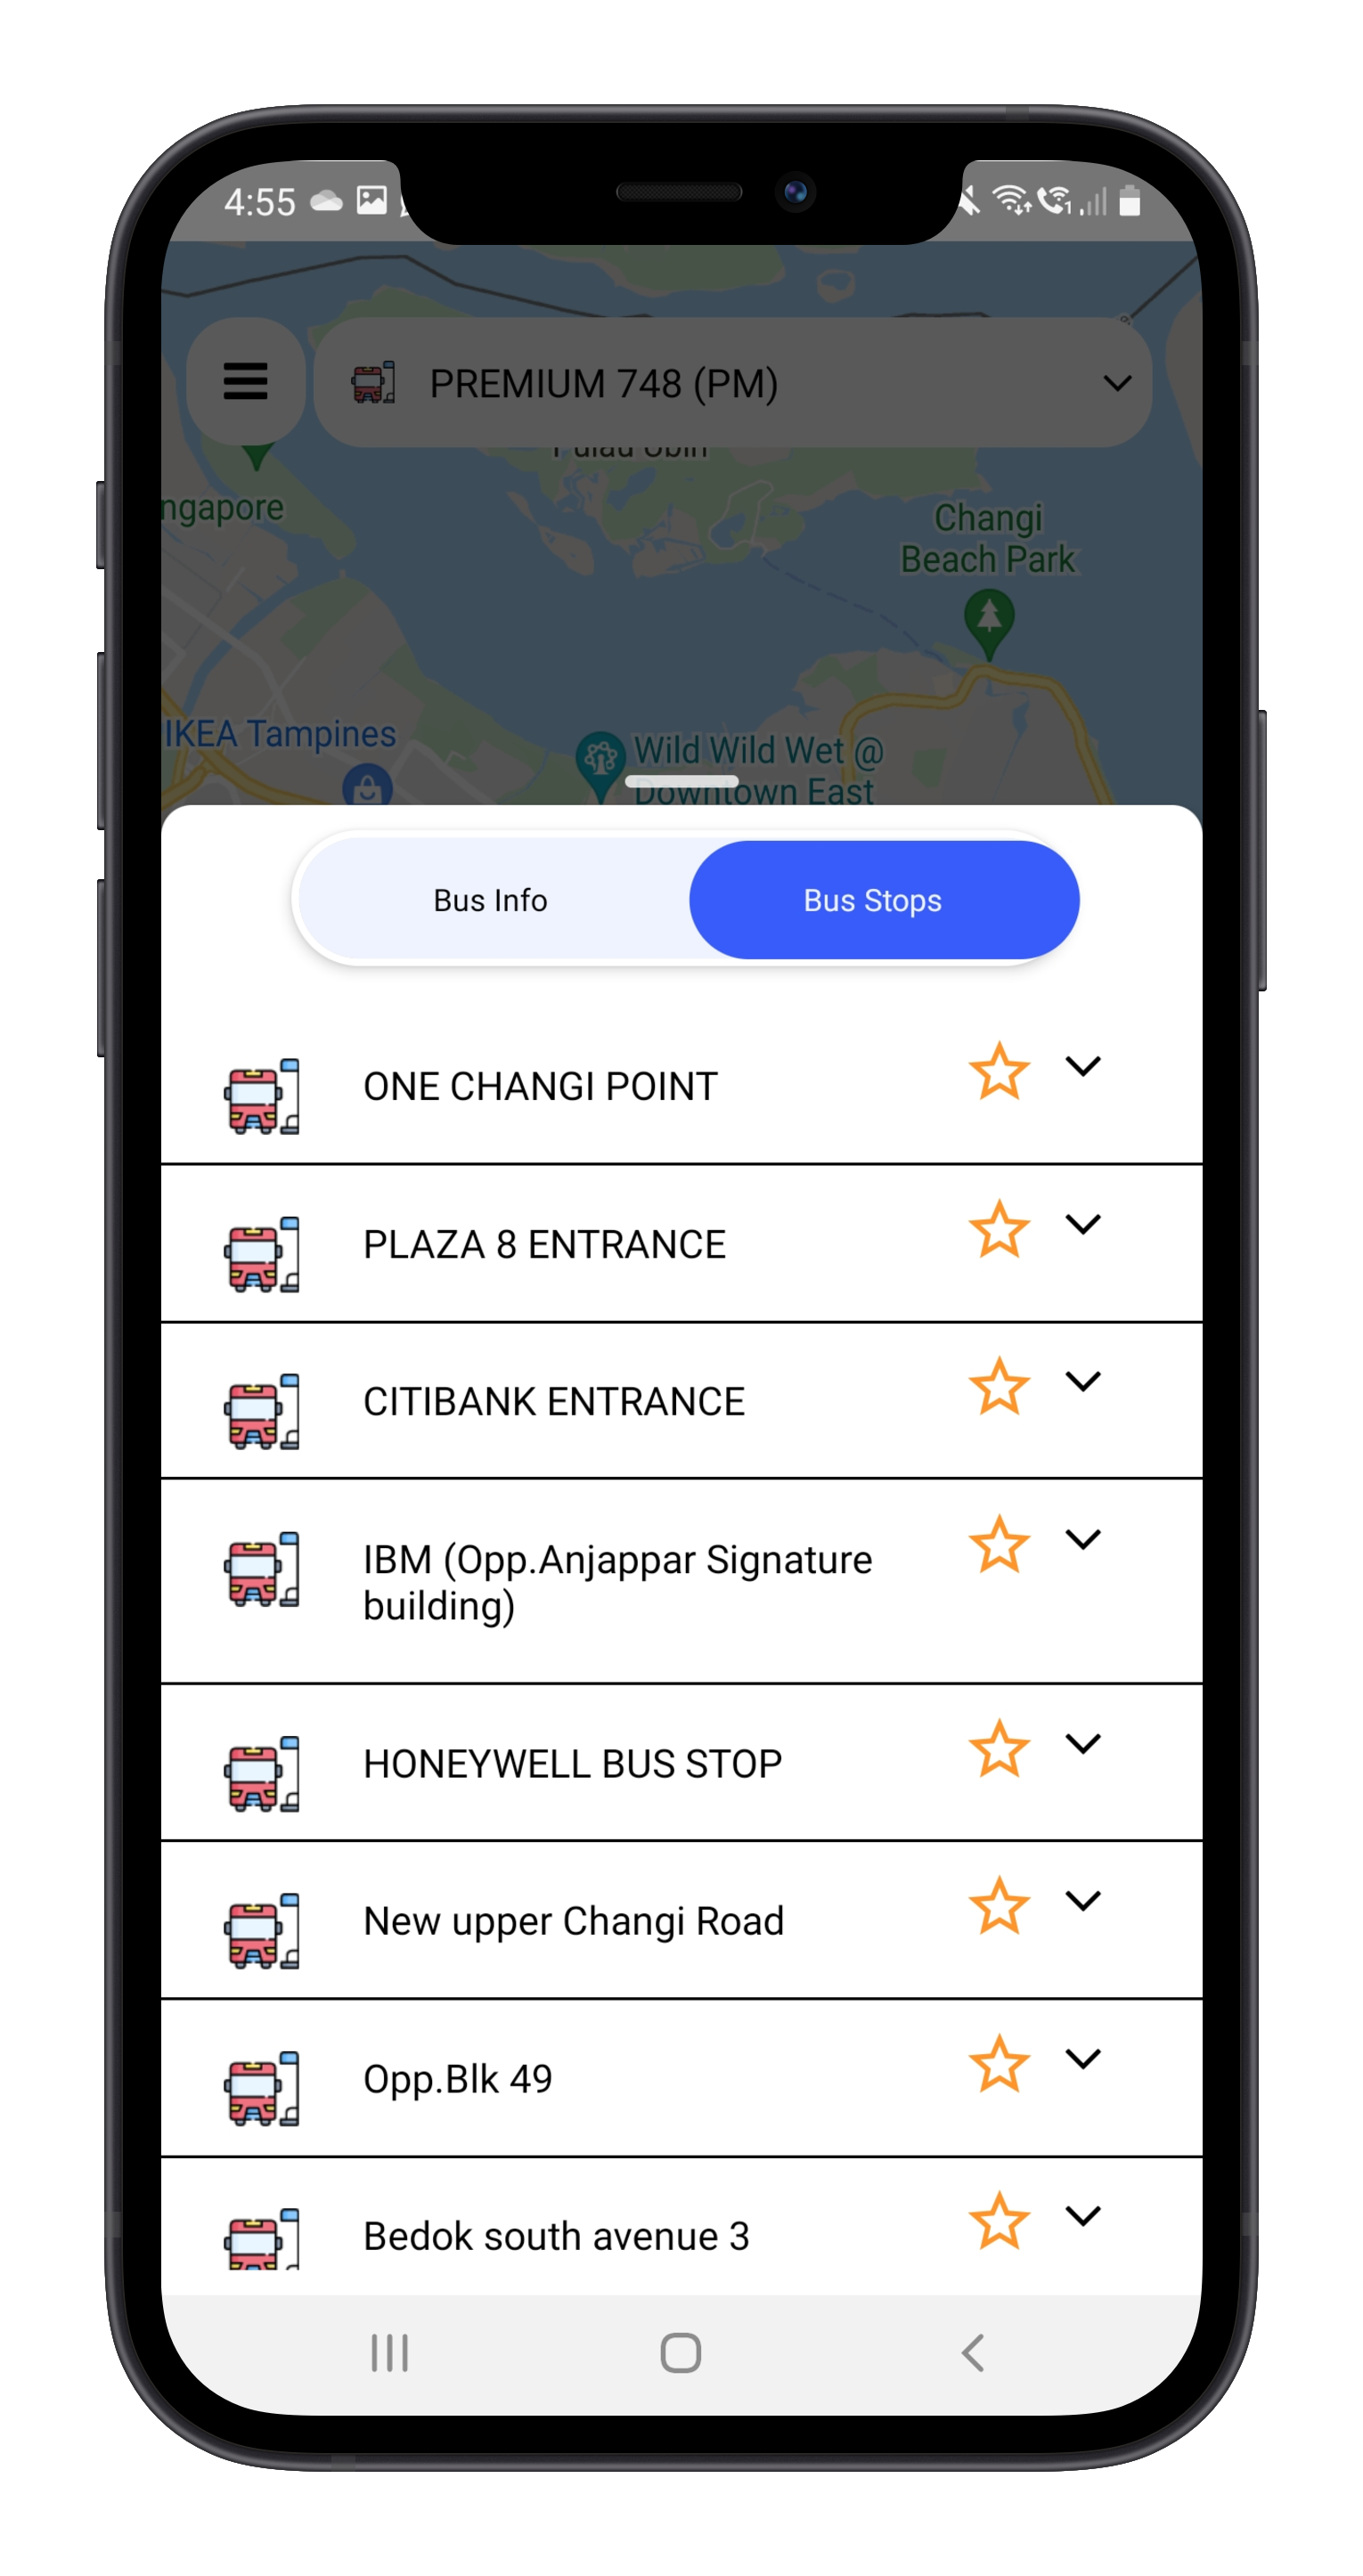 4:55
PREMIUM 748 (PM)
Pulau Ubin
ngapore
Changi
Beach Park
IKEA Tampines
Wild Wild Wet @
Downtown East
Bus Info
Bus Stops
ONE CHANGI POINT
PLAZA 8 ENTRANCE
CITIBANK ENTRANCE
IBM (Opp.Anjappar Signature
building)
HONEYWELL BUS STOP
New upper Changi Road
Opp.Blk 49
Bedok south avenue 3